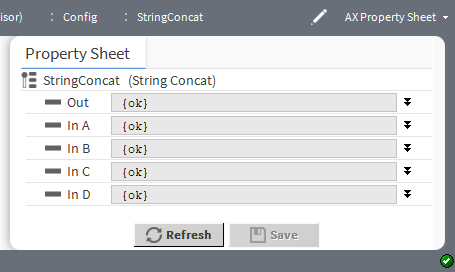 isor) : Config : StringConcat AX Property Sheet
Property Sheet
StringConcat (String Concat)
Out {ok}
In A {ok}
In B {ok}
In C {ok}
In D {ok}
Refresh Save